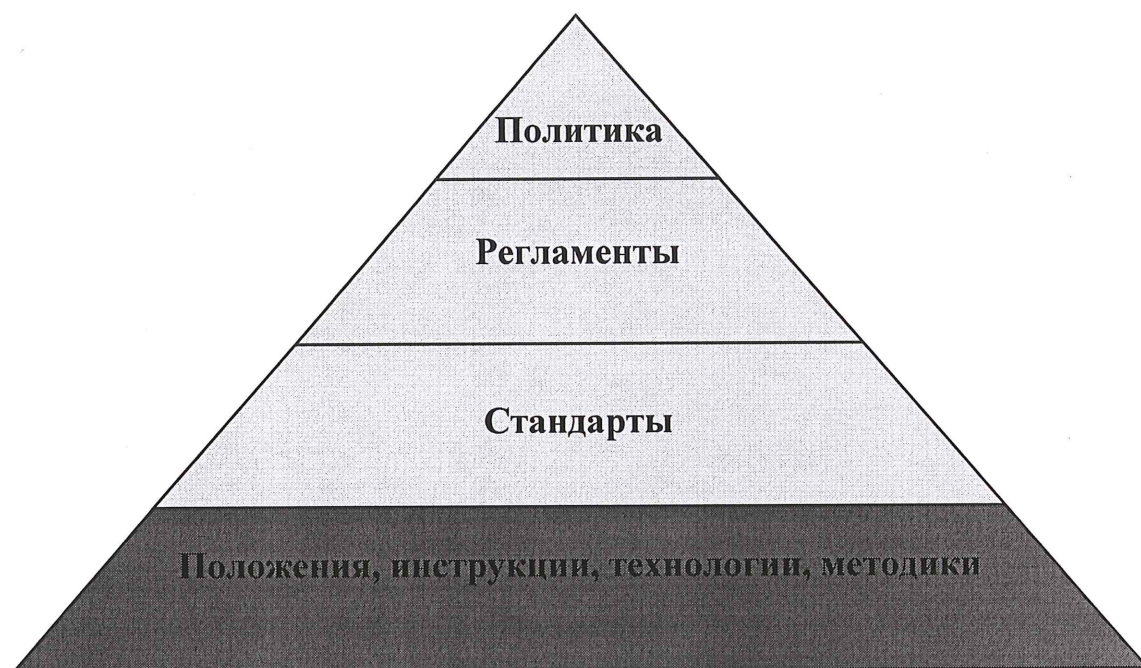 Политика
Регламенты
Стандарты
Положения, инструкции, технологии, методики